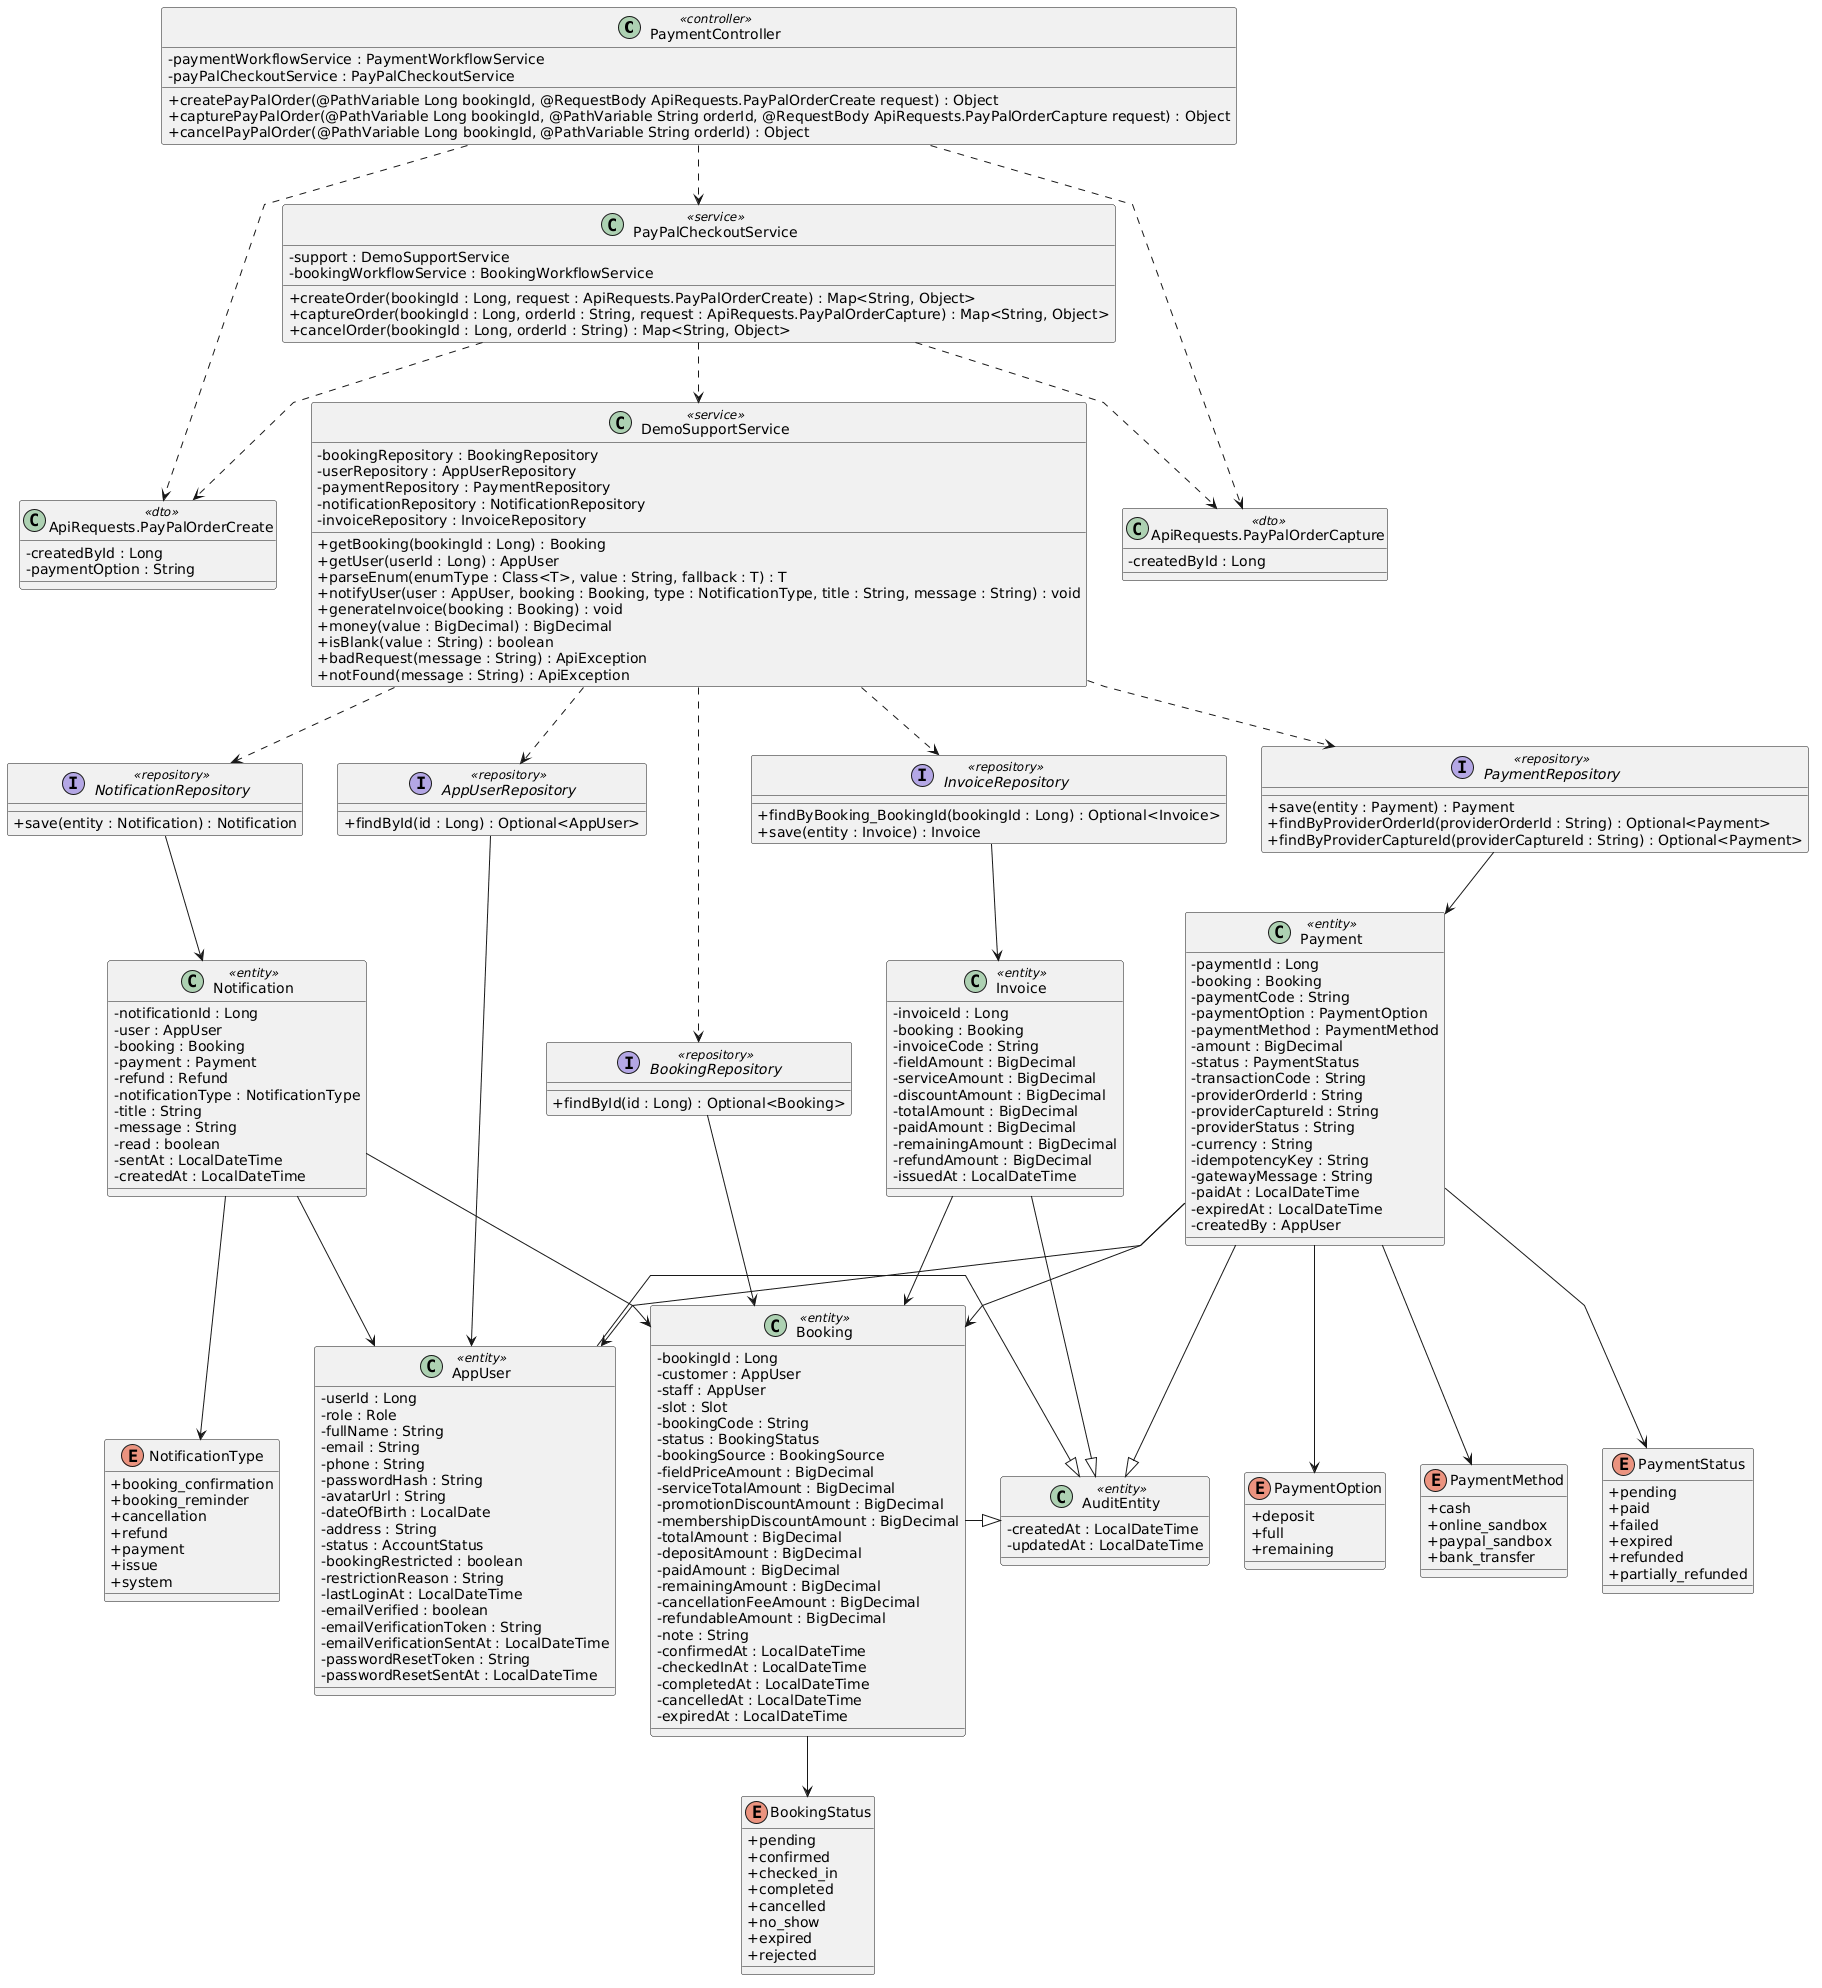 C
«controller»
PaymentController
-paymentWorkflowService : PaymentWorkflowService
-payPalCheckoutService : PayPalCheckoutService
+createPayPalOrder(@PathVariable Long bookingId, @RequestBody ApiRequests.PayPalOrderCreate request) : Object
+capturePayPalOrder(@PathVariable Long bookingId, @PathVariable String orderId, @RequestBody ApiRequests.PayPalOrderCapture request) : Object
+cancelPayPalOrder(@PathVariable Long bookingId, @PathVariable String orderId) : Object
C
«service»
PayPalCheckoutService
-support : DemoSupportService
-bookingWorkflowService : BookingWorkflowService
+createOrder(bookingId : Long, request : ApiRequests.PayPalOrderCreate) : Map<String, Object>
+captureOrder(bookingId : Long, orderId : String, request : ApiRequests.PayPalOrderCapture) : Map<String, Object>
+cancelOrder(bookingId : Long, orderId : String) : Map<String, Object>
C
«service»
DemoSupportService
-bookingRepository : BookingRepository
-userRepository : AppUserRepository
-paymentRepository : PaymentRepository
-notificationRepository : NotificationRepository
-invoiceRepository : InvoiceRepository
+getBooking(bookingId : Long) : Booking
+getUser(userId : Long) : AppUser
+parseEnum(enumType : Class<T>, value : String, fallback : T) : T
+notifyUser(user : AppUser, booking : Booking, type : NotificationType, title : String, message : String) : void
+generateInvoice(booking : Booking) : void
+money(value : BigDecimal) : BigDecimal
+isBlank(value : String) : boolean
+badRequest(message : String) : ApiException
+notFound(message : String) : ApiException
C
«dto»
ApiRequests.PayPalOrderCreate
-createdById : Long
-paymentOption : String
C
«dto»
ApiRequests.PayPalOrderCapture
-createdById : Long
I
«repository»
NotificationRepository
+save(entity : Notification) : Notification
I
«repository»
AppUserRepository
+findById(id : Long) : Optional<AppUser>
I
«repository»
InvoiceRepository
+findByBooking_BookingId(bookingId : Long) : Optional<Invoice>
+save(entity : Invoice) : Invoice
I
«repository»
PaymentRepository
+save(entity : Payment) : Payment
+findByProviderOrderId(providerOrderId : String) : Optional<Payment>
+findByProviderCaptureId(providerCaptureId : String) : Optional<Payment>
C
«entity»
Notification
-notificationId : Long
-user : AppUser
-booking : Booking
-payment : Payment
-refund : Refund
-notificationType : NotificationType
-title : String
-message : String
-read : boolean
-sentAt : LocalDateTime
-createdAt : LocalDateTime
I
«repository»
BookingRepository
+findById(id : Long) : Optional<Booking>
C
«entity»
Invoice
-invoiceId : Long
-booking : Booking
-invoiceCode : String
-fieldAmount : BigDecimal
-serviceAmount : BigDecimal
-discountAmount : BigDecimal
-totalAmount : BigDecimal
-paidAmount : BigDecimal
-remainingAmount : BigDecimal
-refundAmount : BigDecimal
-issuedAt : LocalDateTime
C
«entity»
Payment
-paymentId : Long
-booking : Booking
-paymentCode : String
-paymentOption : PaymentOption
-paymentMethod : PaymentMethod
-amount : BigDecimal
-status : PaymentStatus
-transactionCode : String
-providerOrderId : String
-providerCaptureId : String
-providerStatus : String
-currency : String
-idempotencyKey : String
-gatewayMessage : String
-paidAt : LocalDateTime
-expiredAt : LocalDateTime
-createdBy : AppUser
E
NotificationType
+booking_confirmation
+booking_reminder
+cancellation
+refund
+payment
+issue
+system
C
«entity»
AppUser
-userId : Long
-role : Role
-fullName : String
-email : String
-phone : String
-passwordHash : String
-avatarUrl : String
-dateOfBirth : LocalDate
-address : String
-status : AccountStatus
-bookingRestricted : boolean
-restrictionReason : String
-lastLoginAt : LocalDateTime
-emailVerified : boolean
-emailVerificationToken : String
-emailVerificationSentAt : LocalDateTime
-passwordResetToken : String
-passwordResetSentAt : LocalDateTime
C
«entity»
Booking
-bookingId : Long
-customer : AppUser
-staff : AppUser
-slot : Slot
-bookingCode : String
-status : BookingStatus
-bookingSource : BookingSource
-fieldPriceAmount : BigDecimal
-serviceTotalAmount : BigDecimal
-promotionDiscountAmount : BigDecimal
-membershipDiscountAmount : BigDecimal
-totalAmount : BigDecimal
-depositAmount : BigDecimal
-paidAmount : BigDecimal
-remainingAmount : BigDecimal
-cancellationFeeAmount : BigDecimal
-refundableAmount : BigDecimal
-note : String
-confirmedAt : LocalDateTime
-checkedInAt : LocalDateTime
-completedAt : LocalDateTime
-cancelledAt : LocalDateTime
-expiredAt : LocalDateTime
C
«entity»
AuditEntity
-createdAt : LocalDateTime
-updatedAt : LocalDateTime
E
PaymentOption
+deposit
+full
+remaining
E
PaymentMethod
+cash
+online_sandbox
+paypal_sandbox
+bank_transfer
E
PaymentStatus
+pending
+paid
+failed
+expired
+refunded
+partially_refunded
E
BookingStatus
+pending
+confirmed
+checked_in
+completed
+cancelled
+no_show
+expired
+rejected